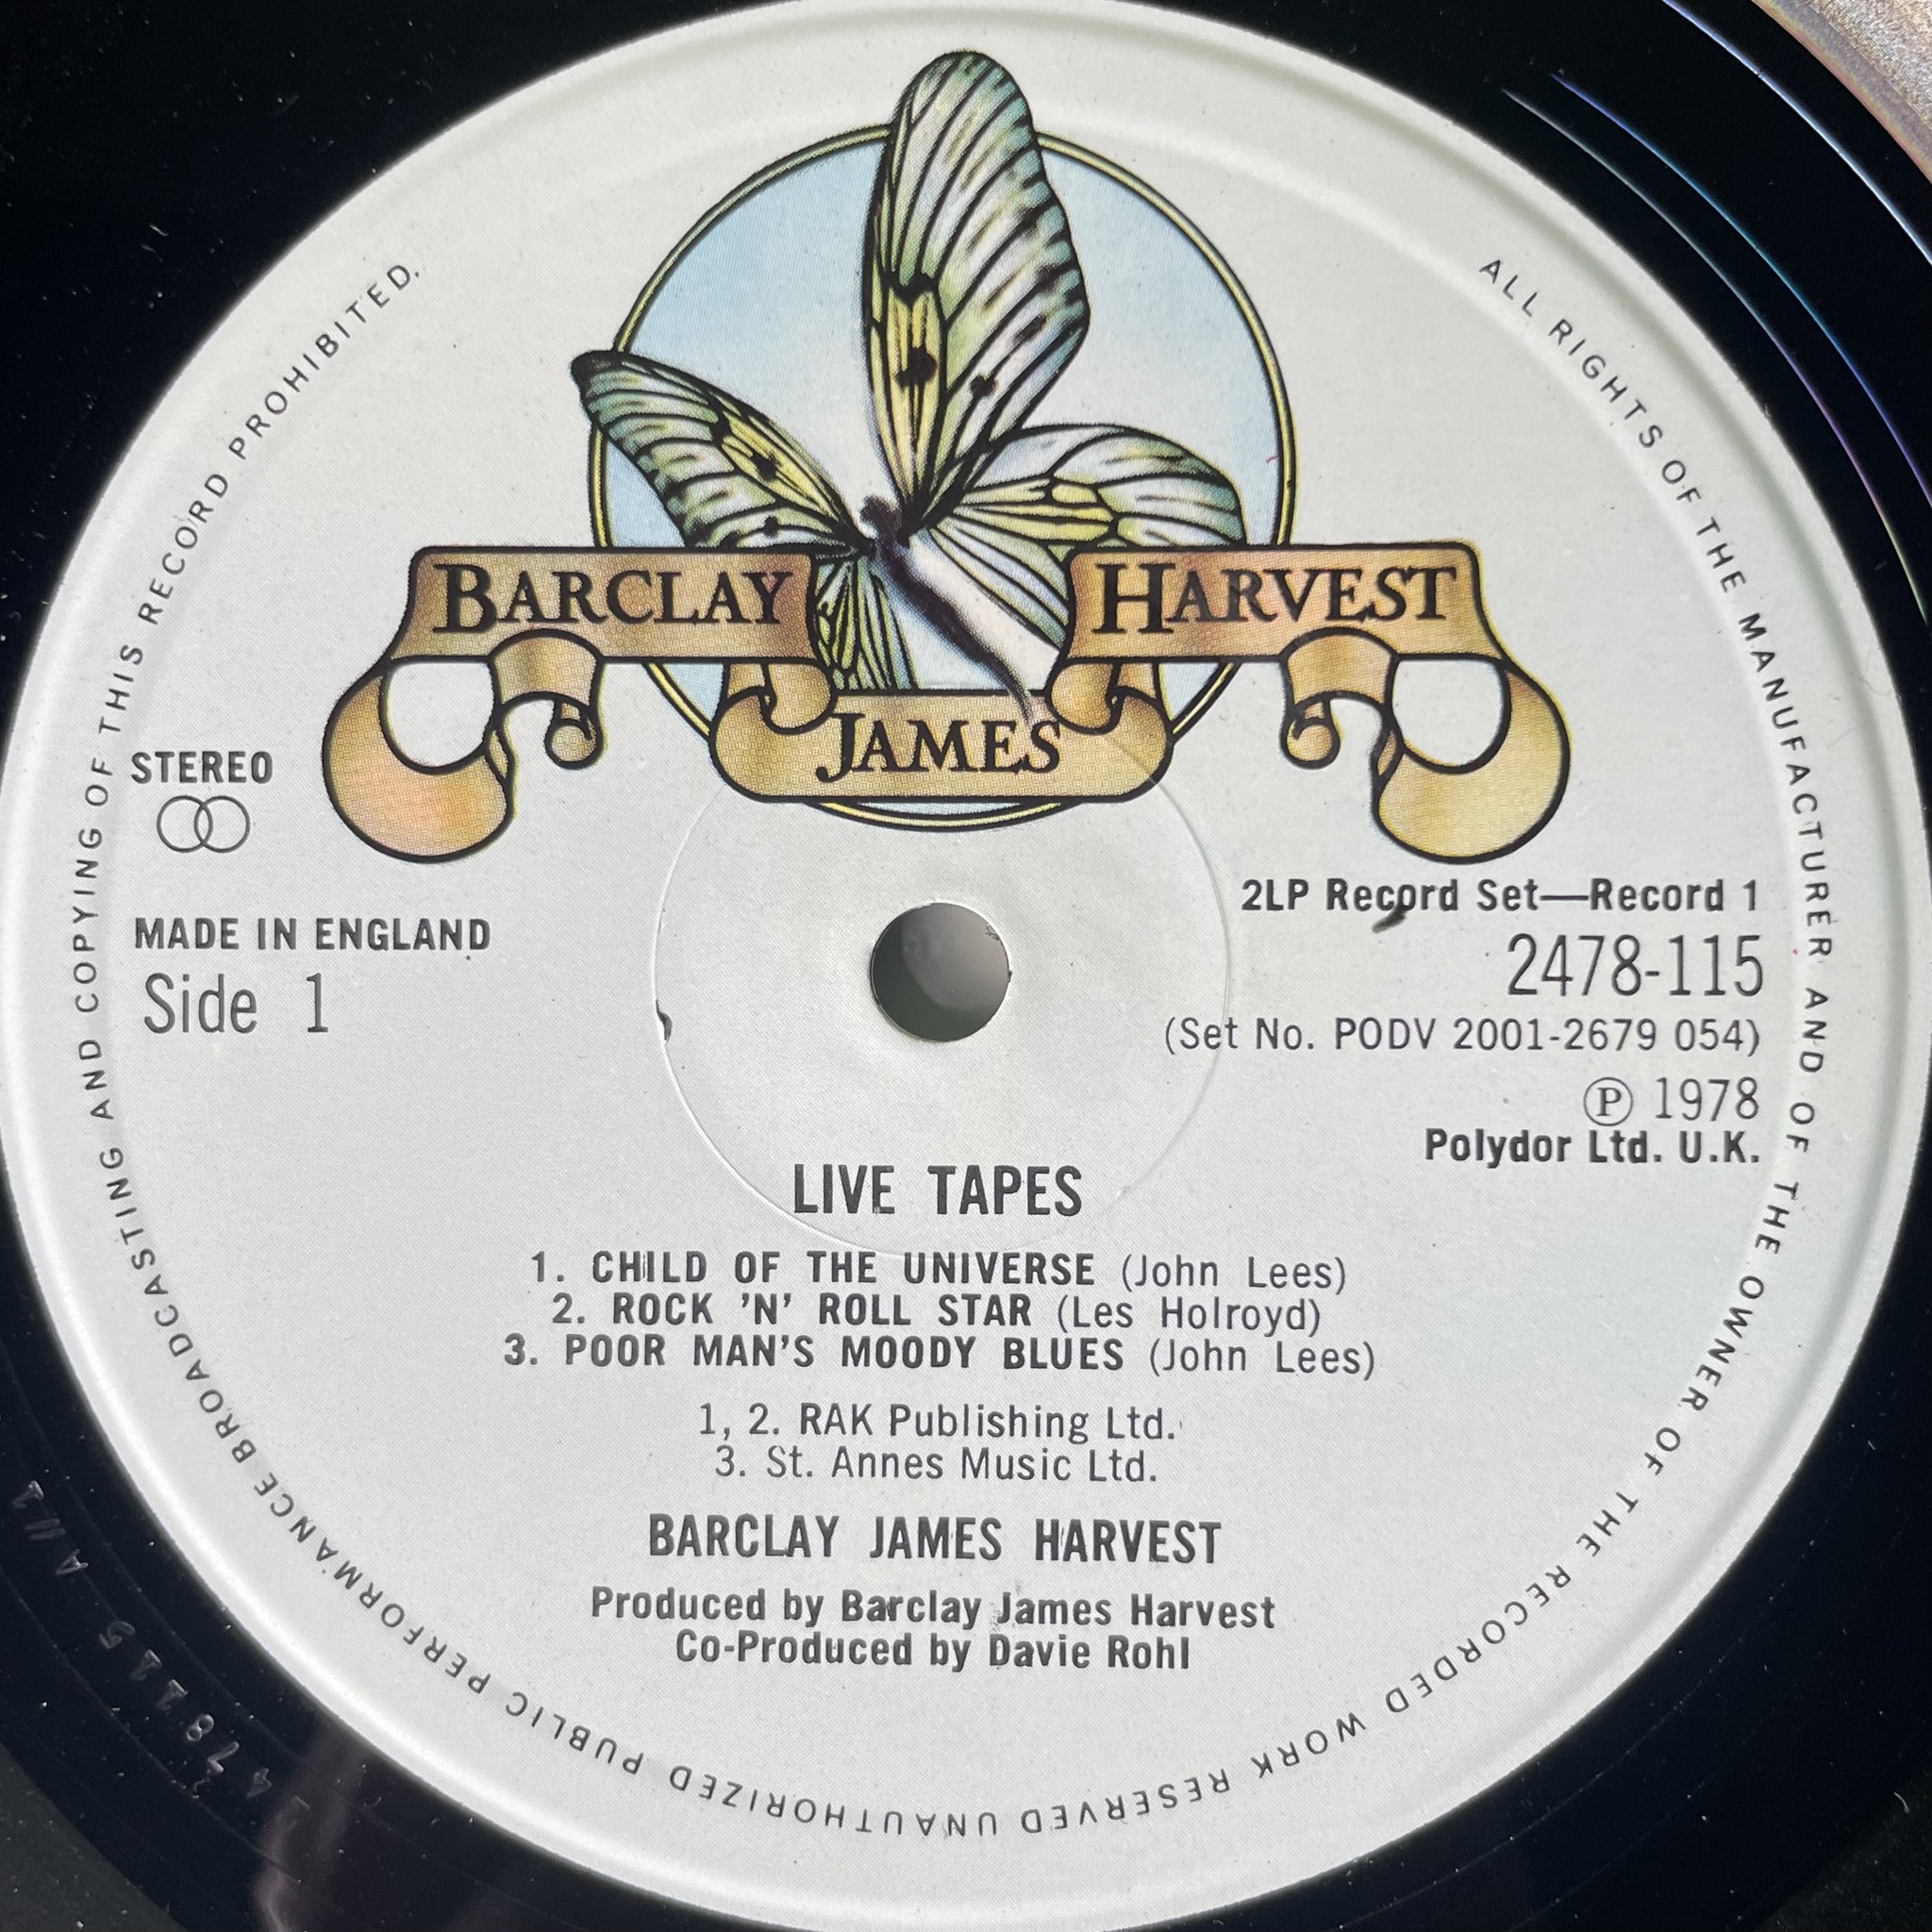 BARCLAY
JAMES
HARVEST
STEREO
MADE IN ENGLAND
Side 1
2LP Record Set—Record 1
2478-115
(Set No. PODV 2001-2679 054)
Ⓟ 1978
Polydor Ltd. U.K.
LIVE TAPES
1. CHILD OF THE UNIVERSE (John Lees)
2. ROCK 'N' ROLL STAR (Les Holroyd)
3. POOR MAN'S MOODY BLUES (John Lees)
1, 2. RAK Publishing Ltd.
3. St. Annes Music Ltd.
BARCLAY JAMES HARVEST
Produced by Barclay James Harvest
Co-Produced by Davie Rohl
ALL RIGHTS OF THE MANUFACTURER AND OF THE OWNER OF THE RECORDED WORK RESERVED UNAUTHORIZED PUBLIC PERFORMANCE BROADCASTING AND COPYING OF THIS RECORD PROHIBITED.